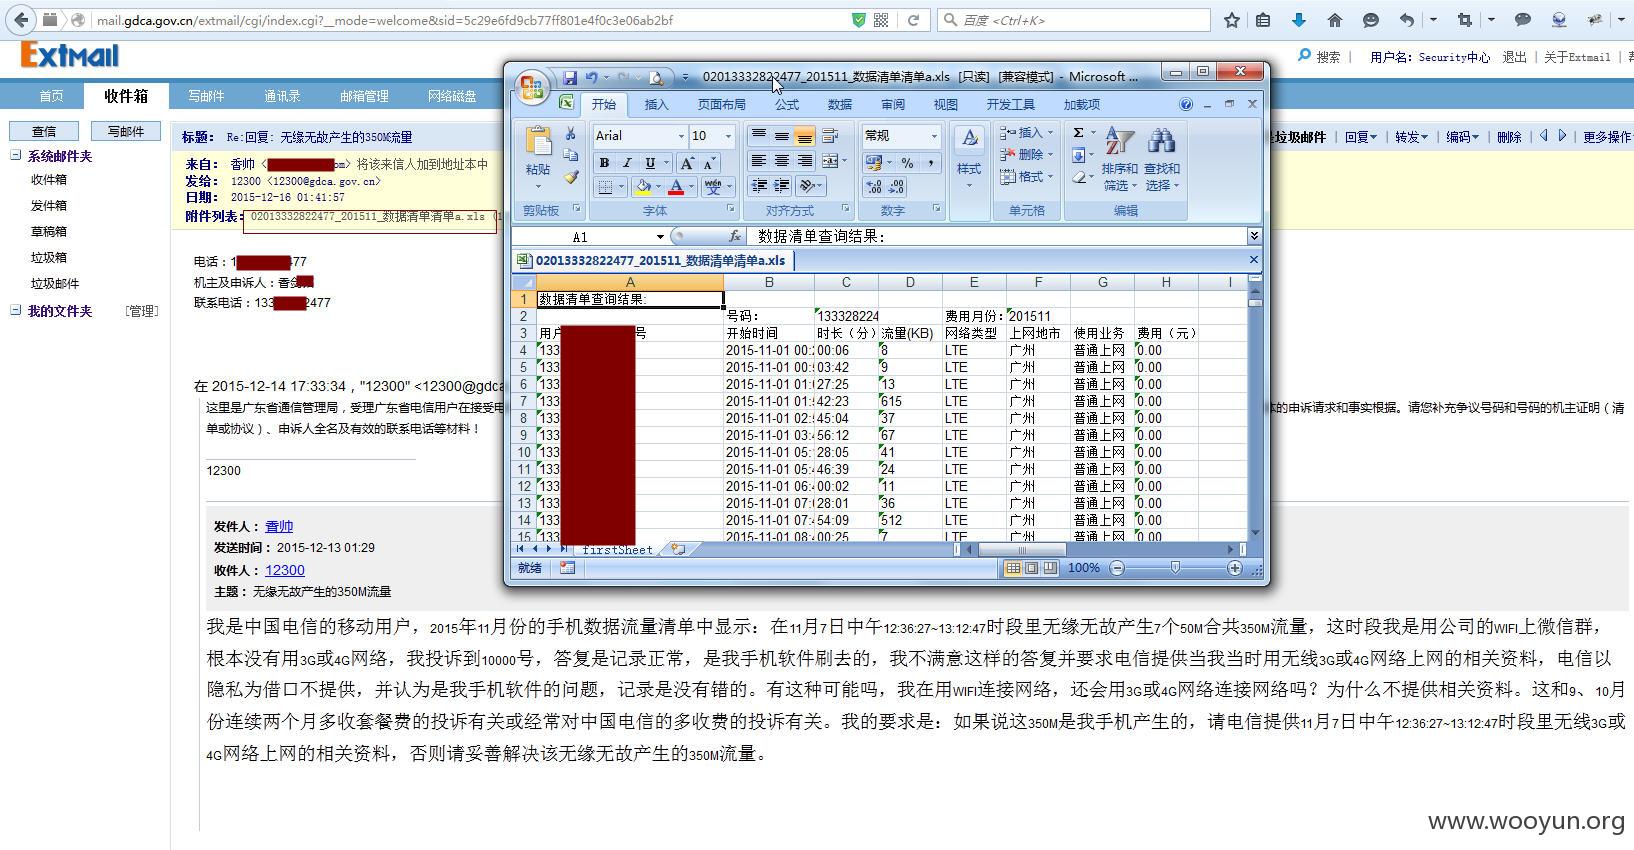 mail.gdca.gov.cn/extmail/cgi/index.cgi?__mode=welcome&sid=5c29e6fd9cb77ff801e4f0c3e06ab2bf
百度 <Ctrl+K>
Extmail
搜索 | 用户名: Security中心 退出 | 关于Extmail |
首页 收件箱 写邮件 通讯录 邮箱管理 网络磁盘
查信 写邮件
系统邮件夹
收件箱
发件箱
草稿箱
垃圾箱
垃圾邮件
我的文件夹 [管理]
标题: Re:回复: 无缘无故产生的350M流量
垃圾邮件 | 回复 | 转发 | 编码 | 删除 更多操作
来自: 香帅 < om> 将该来信人加到地址本中
发给: 12300 <12300@gdca.gov.cn>
日期: 2015-12-16 01:41:57
附件列表: 02013332822477_201511_数据清单清单a.xls (1
电话:1 77
机主及申诉人:香
联系电话:133 2477
在 2015-12-14 17:33:34，"12300" <12300@gdca
这里是广东省通信管理局，受理广东省电信用户在接受电
的申诉请求和事实根据。请您补充争议号码和号码的机主证明（清
单或协议）、申诉人全名及有效的联系电话等材料！
12300
发件人： 香帅
发送时间： 2015-12-13 01:29
收件人： 12300
主题： 无缘无故产生的350M流量
我是中国电信的移动用户，2015年11月份的手机数据流量清单中显示：在11月7日中午12:36:27~13:12:47时段里无缘无故产生7个50M合共350M流量，这时段我是用公司的WIFI上微信群，
根本没有用3G或4G网络，我投诉到10000号，答复是记录正常，是我手机软件刷去的，我不满意这样的答复并要求电信提供当我当时用无线3G或4G网络上网的相关资料，电信以
隐私为借口不提供，并认为是我手机软件的问题，记录是没有错的。有这种可能吗，我在用WIFI连接网络，还会用3G或4G网络连接网络吗？为什么不提供相关资料。这和9、10月
份连续两个月多收套餐费的投诉有关或经常对中国电信的多收费的投诉有关。我的要求是：如果说这350M是我手机产生的，请电信提供11月7日中午12:36:27~13:12:47时段里无线3G或
4G网络上网的相关资料，否则请妥善解决该无缘无故产生的350M流量。
02013332822477_201511_数据清单清单a.xls [只读] [兼容模式] - Microsoft ...
开始 插入 页面布局 公式 数据 审阅 视图 开发工具 加载项
粘贴 Arial 10 常规 样式 插入 删除 格式 排序和筛选 查找和选择
剪贴板 字体 对齐方式 数字 单元格 编辑
A1 fx 数据清单查询结果:
02013332822477_201511_数据清单清单a.xls
A B C D E F G H I
1 数据清单查询结果:
2 号码: 133328224 费用月份: 201511
3 用户 号 开始时间 时长（分） 流量(KB) 网络类型 上网地市 使用业务 费用（元）
4 133 2015-11-01 00: 00:06 8 LTE 广州 普通上网 0.00
5 133 2015-11-01 00: 03:42 9 LTE 广州 普通上网 0.00
6 133 2015-11-01 01: 27:25 13 LTE 广州 普通上网 0.00
7 133 2015-11-01 01: 42:23 615 LTE 广州 普通上网 0.00
8 133 2015-11-01 02: 45:04 37 LTE 广州 普通上网 0.00
9 133 2015-11-01 03: 56:12 67 LTE 广州 普通上网 0.00
10 133 2015-11-01 05: 28:05 41 LTE 广州 普通上网 0.00
11 133 2015-11-01 05: 46:39 24 LTE 广州 普通上网 0.00
12 133 2015-11-01 06: 00:02 11 LTE 广州 普通上网 0.00
13 133 2015-11-01 07: 28:01 36 LTE 广州 普通上网 0.00
14 133 2015-11-01 07: 54:09 512 LTE 广州 普通上网 0.00
15 133 2015-11-01 08: 00:25 7 LTE 广州 普通上网 0.00
firstSheet
就绪 100%
www.wooyun.org